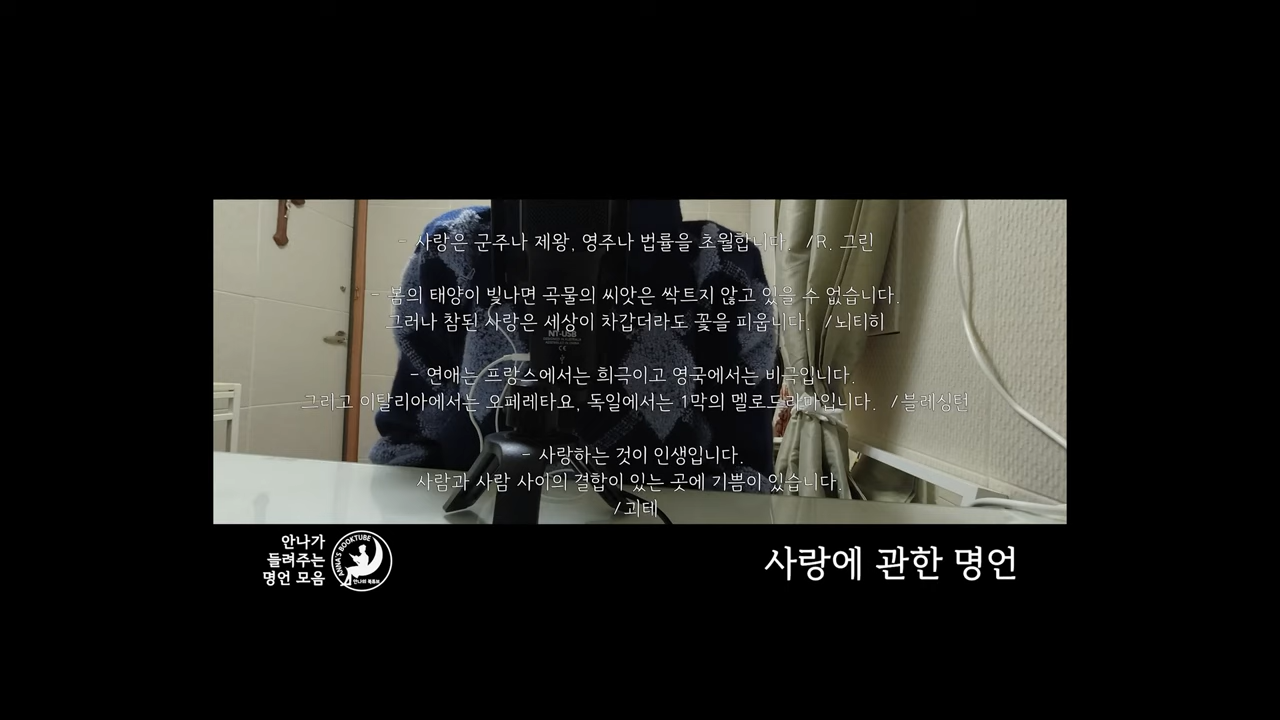 - 사랑은 군주나 제왕, 영주나 법률을 초월합니다. /R. 그린
- 봄의 태양이 빛나면 곡물의 씨앗은 싹트지 않고 있을 수 없습니다.
그러나 참된 사랑은 세상이 차갑더라도 꽃을 피웁니다. /뇌티히
NT-USB
- 연애는 프랑스에서는 희극이고 영국에서는 비극입니다.
그리고 이탈리아에서는 오페레타요, 독일에서는 1막의 멜로드라마입니다. /블레싱턴
- 사랑하는 것이 인생입니다.
사람과 사람 사이의 결합이 있는 곳에 기쁨이 있습니다.
/괴테
안나가
들려주는
명언 모음
ANNA'S BOOKTUBE
안나의 북튜브
사랑에 관한 명언